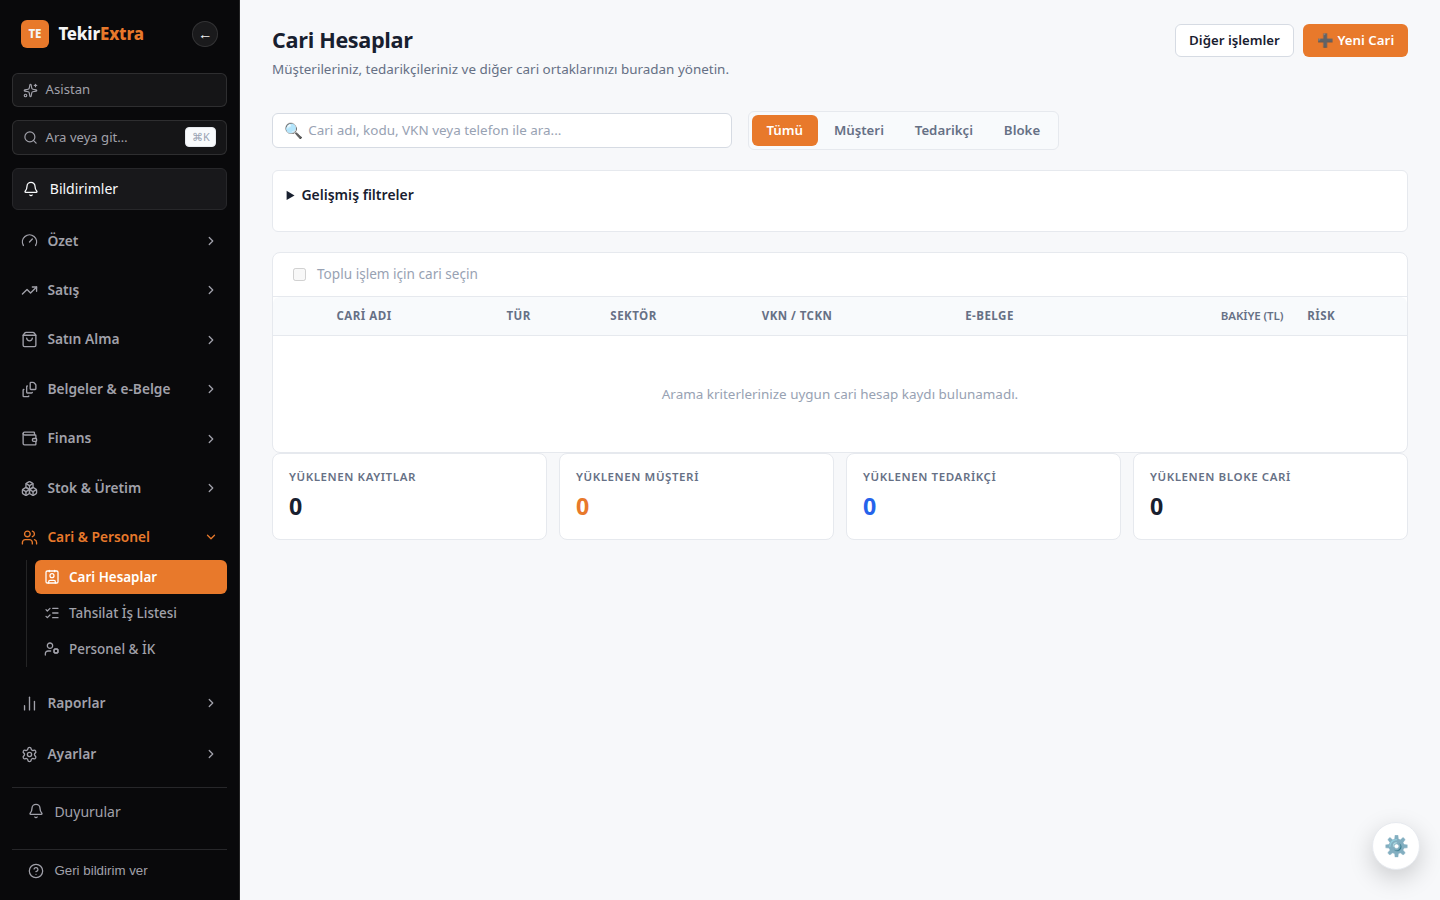 TE TekirExtra
Asistan
Ara veya git... ⌘K
Bildirimler
Özet
Satış
Satın Alma
Belgeler & e-Belge
Finans
Stok & Üretim
Cari & Personel
Cari Hesaplar
Tahsilat İş Listesi
Personel & İK
Raporlar
Ayarlar
Duyurular
Geri bildirim ver
Cari Hesaplar
Müşterileriniz, tedarikçileriniz ve diğer cari ortaklarınızı buradan yönetin.
Diğer işlemler
➕ Yeni Cari
🔍 Cari adı, kodu, VKN veya telefon ile ara...
Tümü Müşteri Tedarikçi Bloke
Gelişmiş filtreler
Toplu işlem için cari seçin
CARİ ADI TÜR SEKTÖR VKN / TCKN E-BELGE BAKİYE (TL) RİSK
Arama kriterlerinize uygun cari hesap kaydı bulunamadı.
YÜKLENEN KAYITLAR
0
YÜKLENEN MÜŞTERİ
0
YÜKLENEN TEDARİKÇİ
0
YÜKLENEN BLOKE CARİ
0